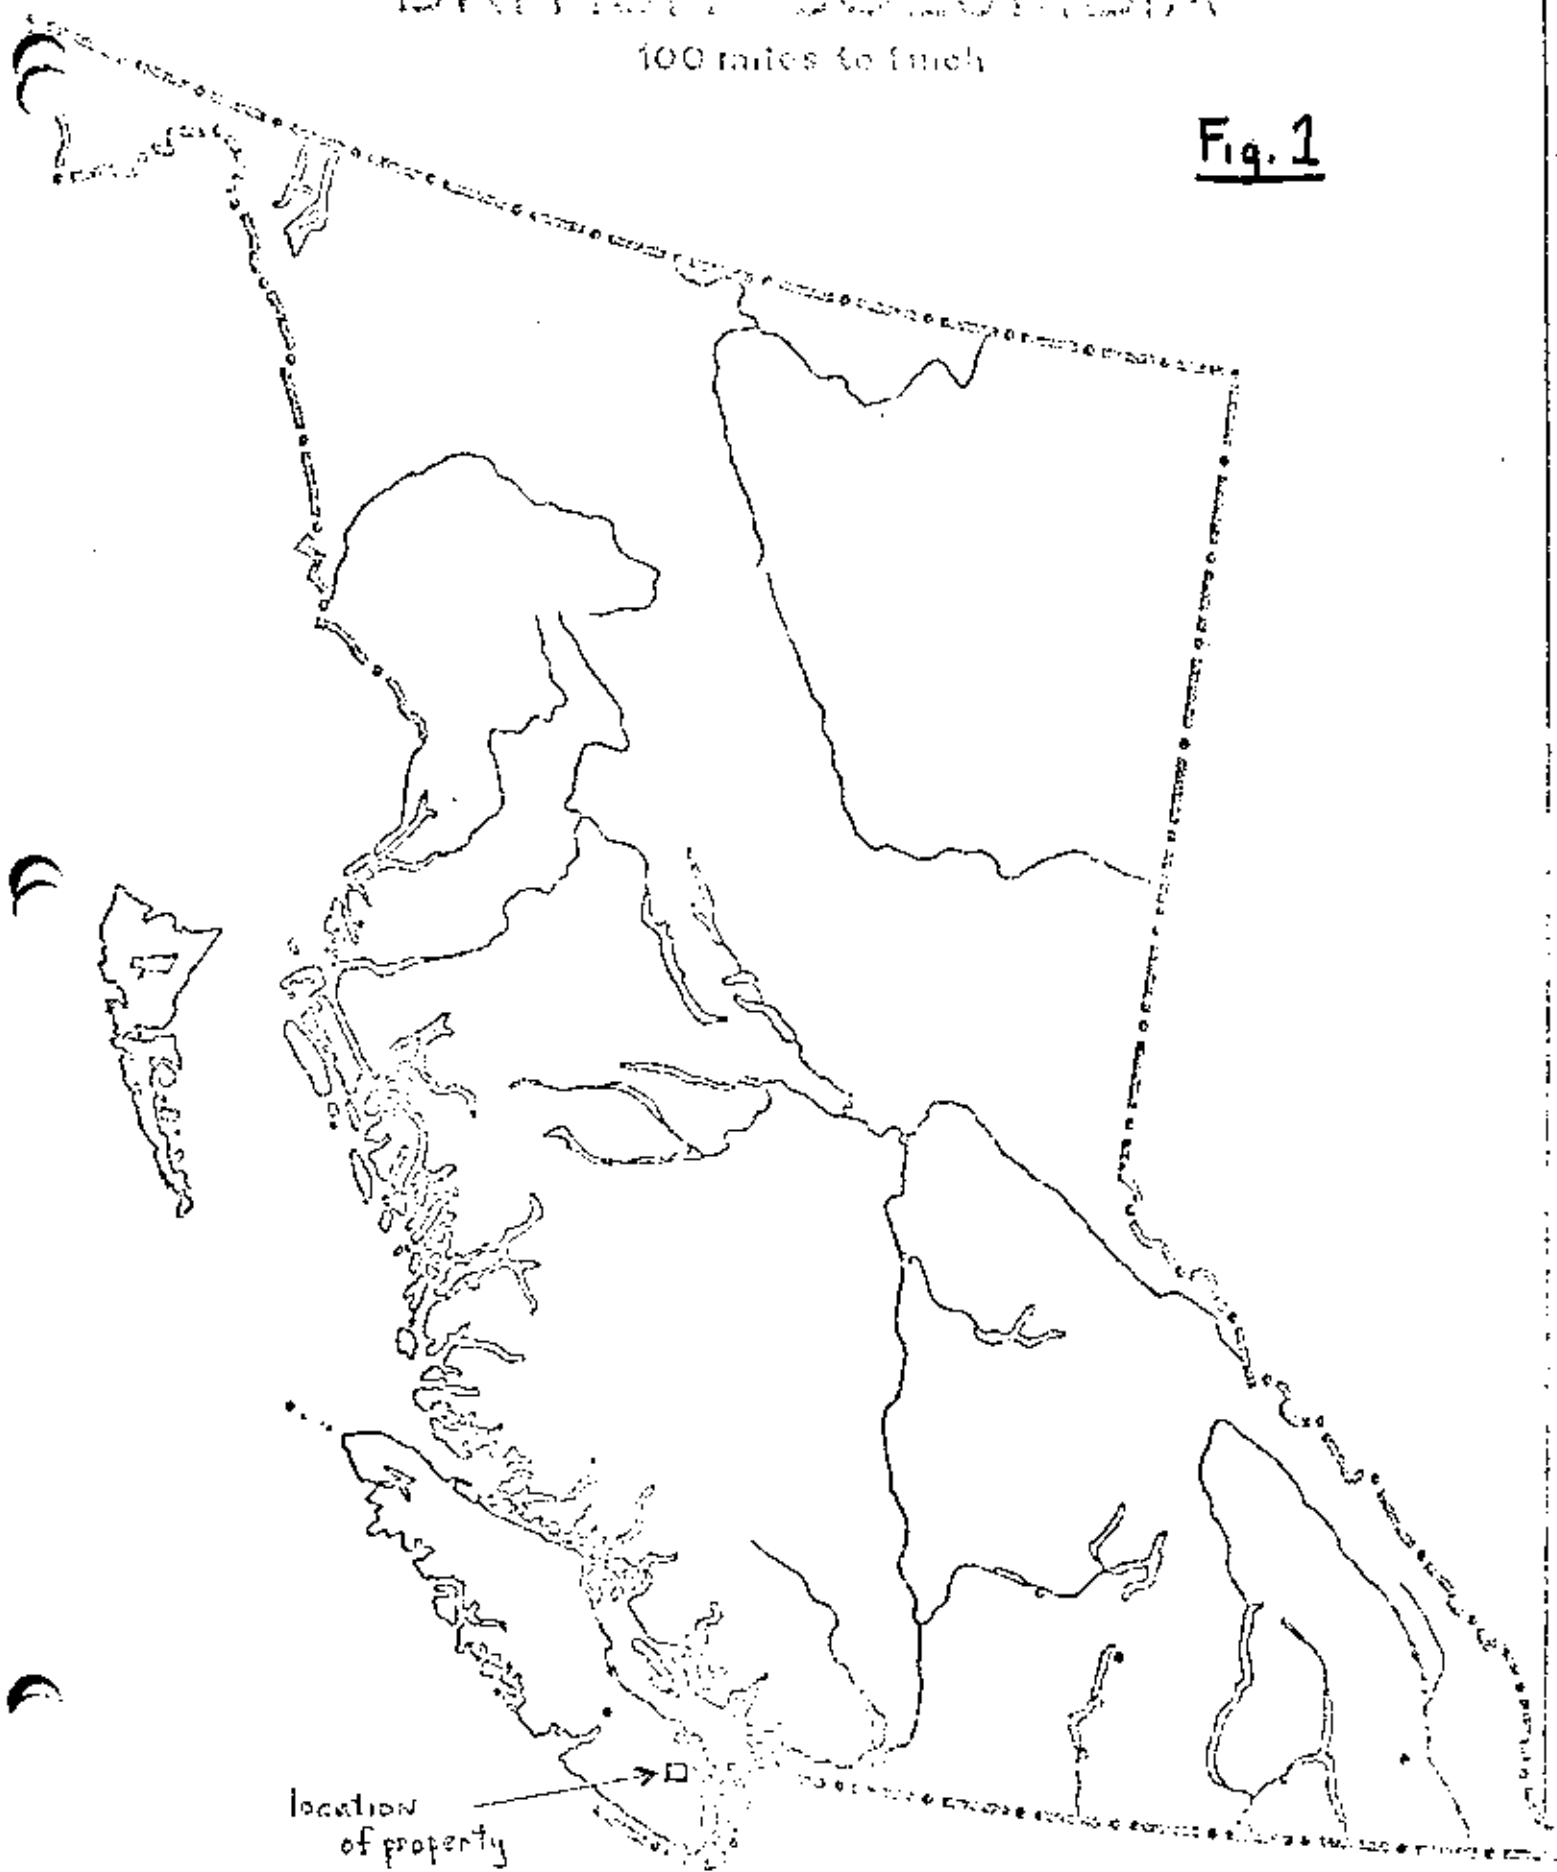 100 miles to 1 inch
Fig. 1
location
of property